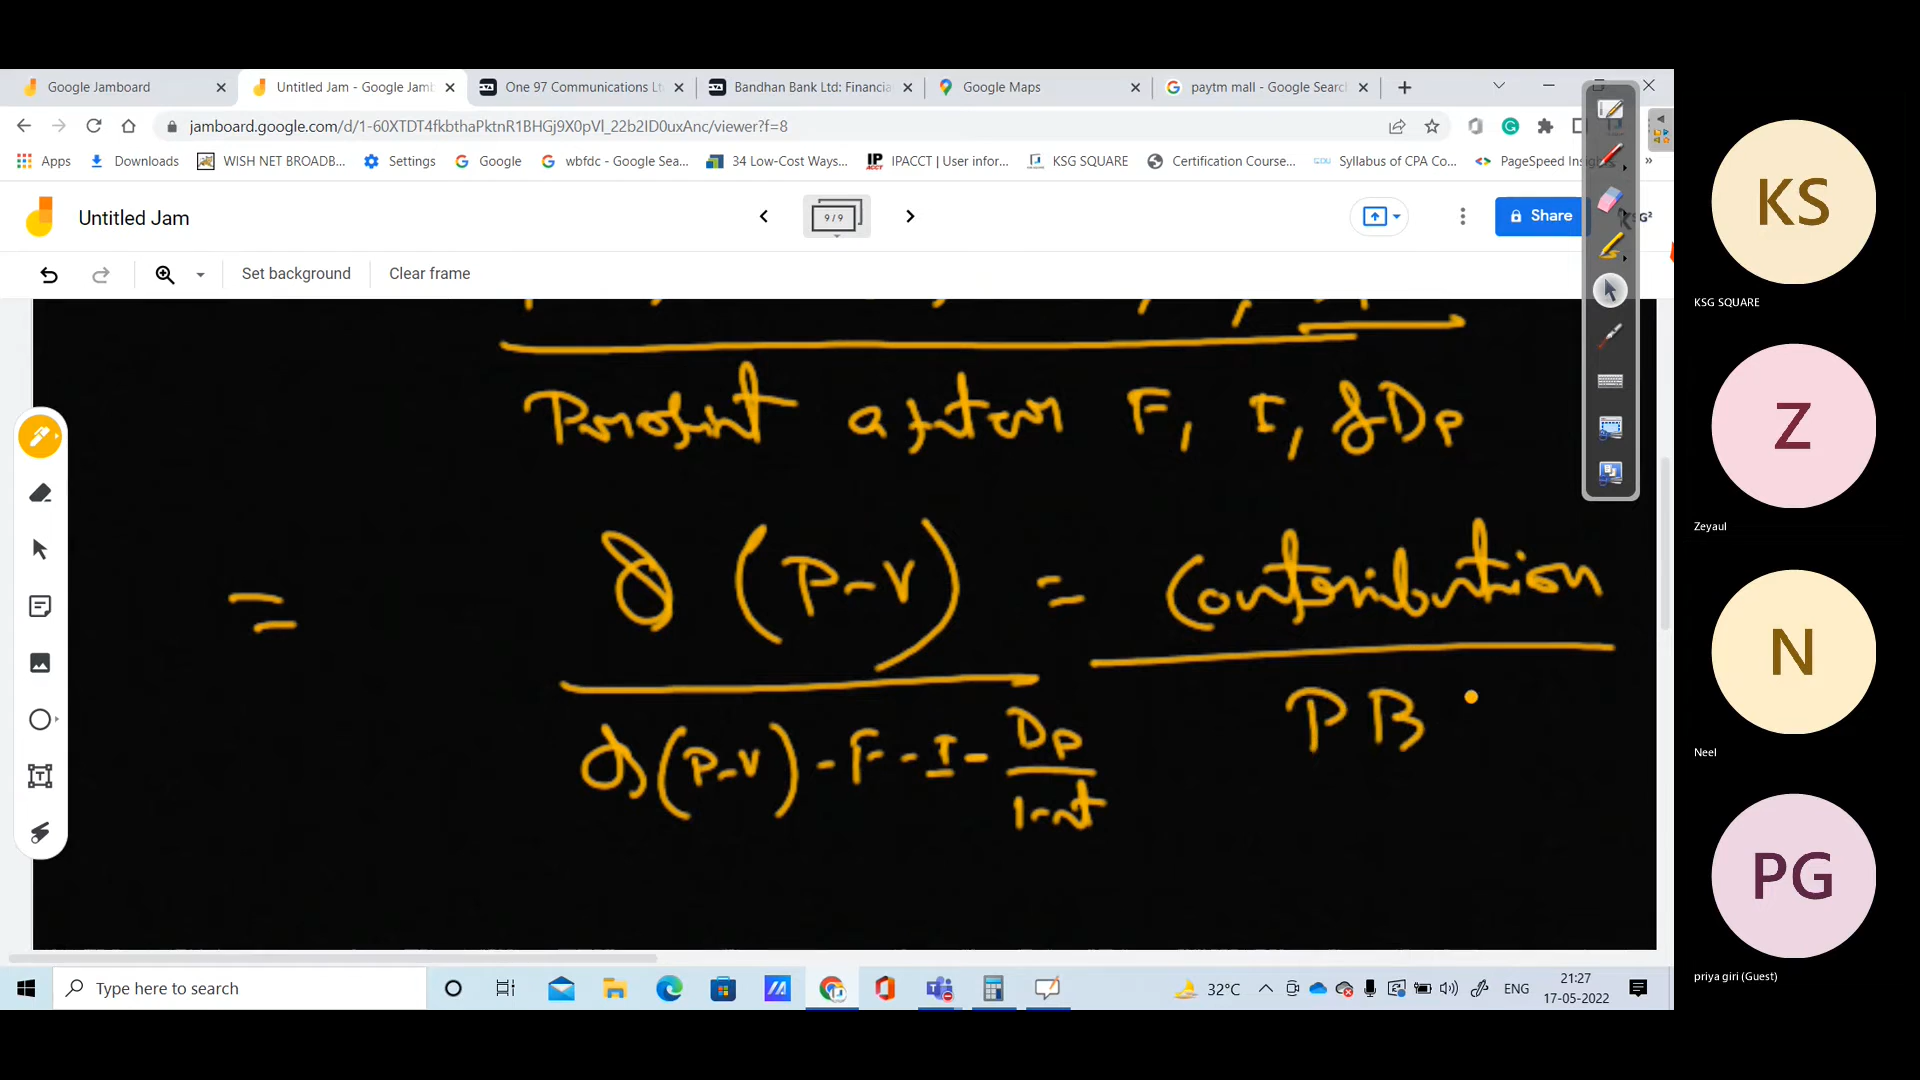 Google Jamboard
Untitled Jam - Google Jamb
One 97 Communications Lt
Bandhan Bank Ltd: Financia
Google Maps
paytm mall - Google Search
jamboard.google.com/d/1-60XTDT4fkbthaPktnR1BHGj9X0pVl_22b2ID0uxAnc/viewer?f=8
Apps
Downloads
WISH NET BROADB...
Settings
Google
wbfdc - Google Sea...
34 Low-Cost Ways...
IPACCT | User infor...
KSG SQUARE
Certification Course...
Syllabus of CPA Co...
PageSpeed Insig
»
Untitled Jam
9 / 9
Share
Set background
Clear frame
Profit after F, I, & Dp
= Q (P-V) = Contribution
Q (P-V) - F - I - Dp
1-t
P B
KS
KSG SQUARE
Z
Zeyaul
N
Neel
PG
priya giri (Guest)
Type here to search
32°C
ENG
21:27
17-05-2022